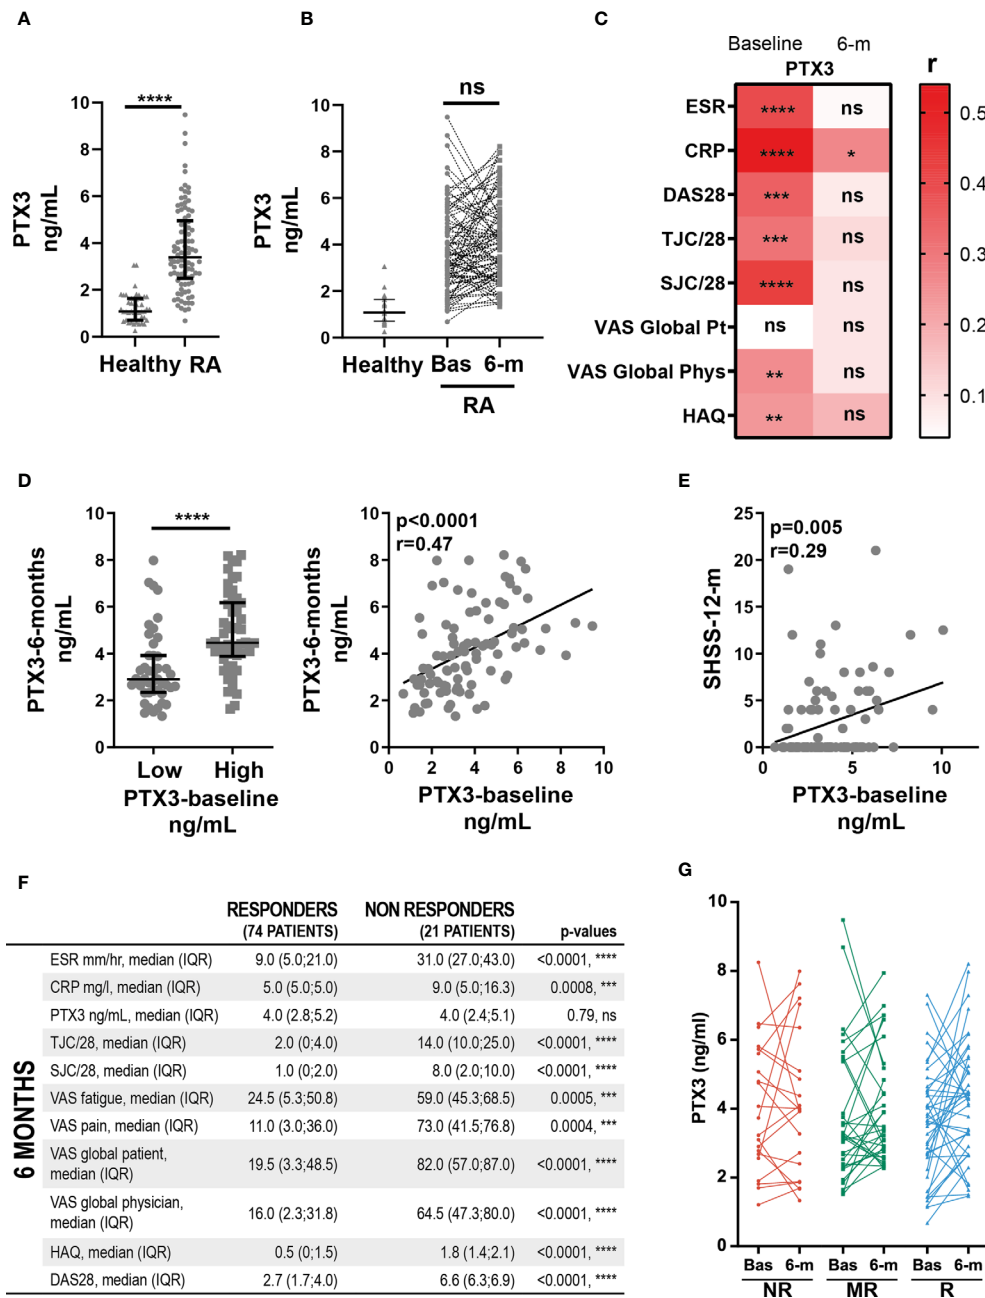 A
****
PTX3
ng/mL
10
8
6
4
2
0
Healthy RA
B
ns
PTX3
ng/mL
10
8
6
4
2
0
Healthy Bas 6-m
RA
C
Baseline 6-m
PTX3
r
ESR **** ns
CRP **** *
DAS28 *** ns
TJC/28 *** ns
SJC/28 **** ns
VAS Global Pt ns ns
VAS Global Phys ** ns
HAQ ** ns
0.5
0.4
0.3
0.2
0.1
D
****
PTX3-6-months
ng/mL
10
8
6
4
2
0
Low High
PTX3-baseline
ng/mL
p<0.0001
r=0.47
PTX3-6-months
ng/mL
10
8
6
4
2
0
0 2 4 6 8 10
PTX3-baseline
ng/mL
E
p=0.005
r=0.29
SHSS-12-m
25
20
15
10
5
0
0 5 10
PTX3-baseline
ng/mL
F
RESPONDERS NON RESPONDERS
(74 PATIENTS) (21 PATIENTS) p-values
6 MONTHS
ESR mm/hr, median (IQR) 9.0 (5.0;21.0) 31.0 (27.0;43.0) <0.0001, ****
CRP mg/l, median (IQR) 5.0 (5.0;5.0) 9.0 (5.0;16.3) 0.0008, ***
PTX3 ng/mL, median (IQR) 4.0 (2.8;5.2) 4.0 (2.4;5.1) 0.79, ns
TJC/28, median (IQR) 2.0 (0;4.0) 14.0 (10.0;25.0) <0.0001, ****
SJC/28, median (IQR) 1.0 (0;2.0) 8.0 (2.0;10.0) <0.0001, ****
VAS fatigue, median (IQR) 24.5 (5.3;50.8) 59.0 (45.3;68.5) 0.0005, ***
VAS pain, median (IQR) 11.0 (3.0;36.0) 73.0 (41.5;76.8) 0.0004, ***
VAS global patient,
median (IQR) 19.5 (3.3;48.5) 82.0 (57.0;87.0) <0.0001, ****
VAS global physician,
median (IQR) 16.0 (2.3;31.8) 64.5 (47.3;80.0) <0.0001, ****
HAQ, median (IQR) 0.5 (0;1.5) 1.8 (1.4;2.1) <0.0001, ****
DAS28, median (IQR) 2.7 (1.7;4.0) 6.6 (6.3;6.9) <0.0001, ****
G
PTX3 (ng/ml)
10
8
6
4
2
0
Bas 6-m Bas 6-m Bas 6-m
NR MR R